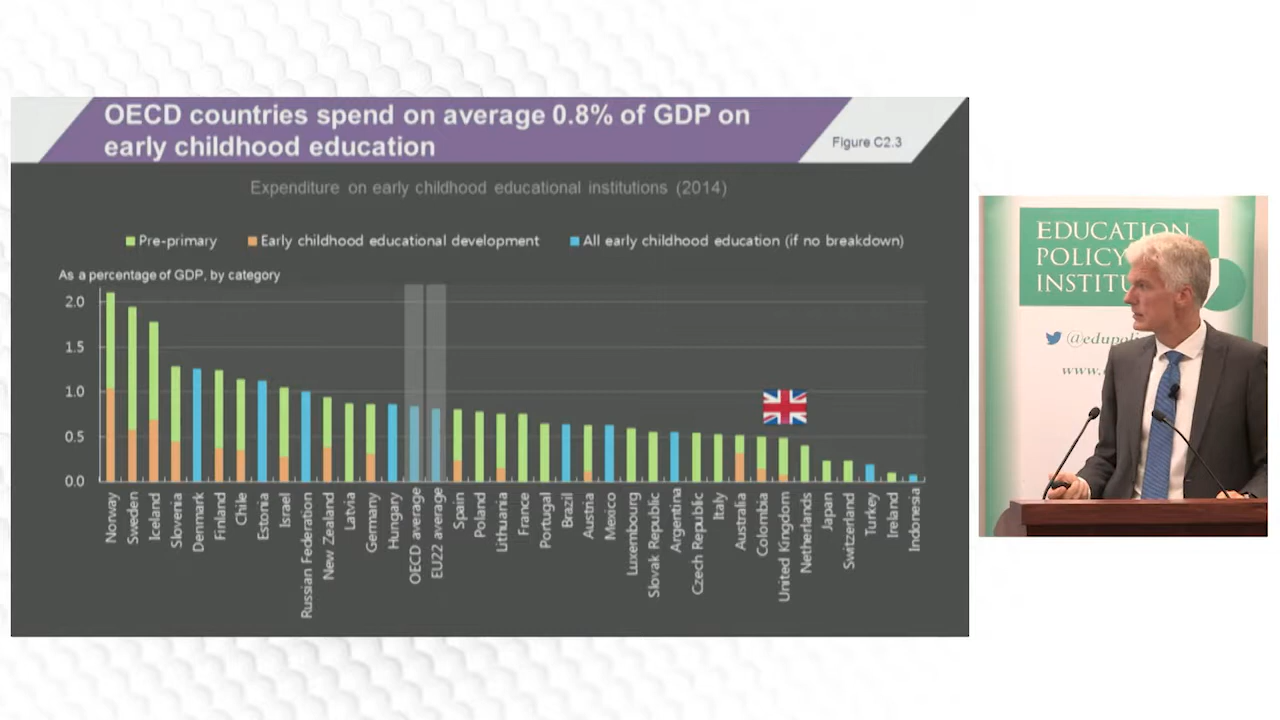 OECD countries spend on average 0.8% of GDP on
early childhood education
Figure C2.3
Expenditure on early childhood educational institutions (2014)
Pre-primary
Early childhood educational development
All early childhood education (if no breakdown)
As a percentage of GDP, by category
2.0
1.5
1.0
0.5
0.0
Norway
Sweden
Iceland
Slovenia
Denmark
Finland
Chile
Estonia
Israel
Russian Federation
New Zealand
Latvia
Germany
Hungary
OECD average
EU22 average
Spain
Poland
Lithuania
France
Portugal
Brazil
Austria
Mexico
Luxembourg
Slovak Republic
Argentina
Czech Republic
Italy
Australia
Colombia
United Kingdom
Netherlands
Japan
Switzerland
Turkey
Ireland
Indonesia
EDUCATION
POLICY
INSTITU
@edupoli
www.